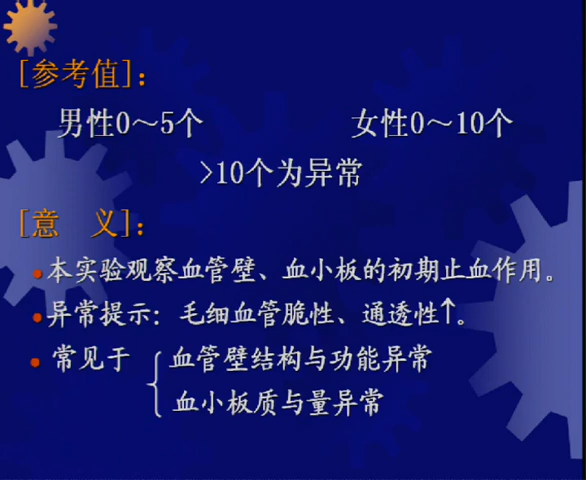 [参考值]:
男性0～5个 女性0～10个
>10个为异常
[意 义]:
本实验观察血管壁、血小板的初期止血作用。
异常提示: 毛细血管脆性、通透性↑。
常见于
血管壁结构与功能异常
血小板质与量异常